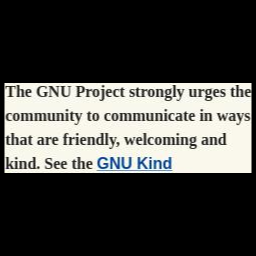 The GNU Project strongly urges the
community to communicate in ways
that are friendly, welcoming and
kind. See the GNU Kind